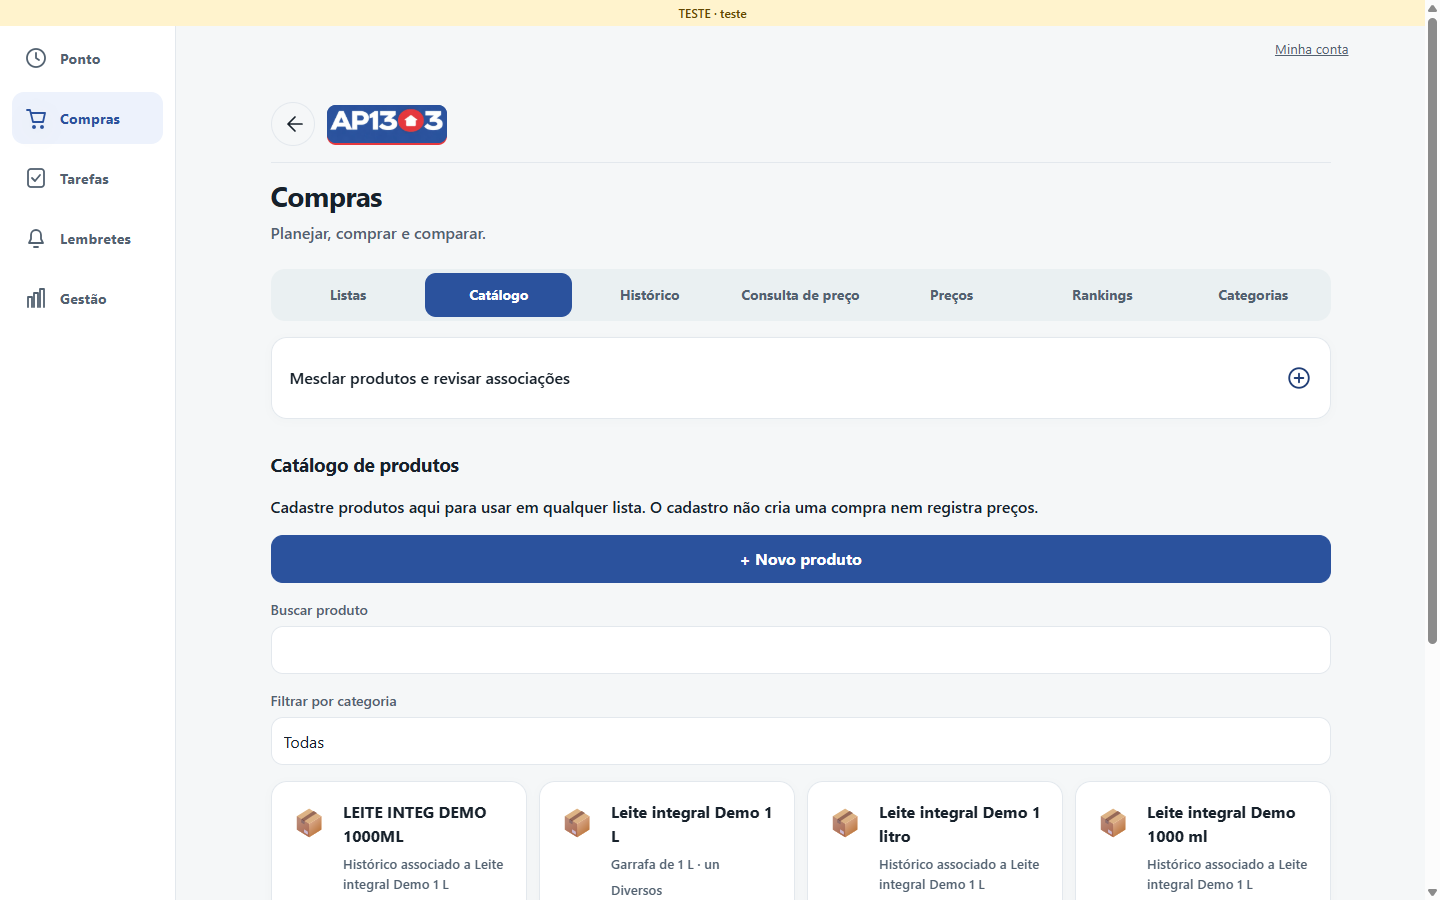 TESTE · teste
Minha conta
Ponto
Compras
Tarefas
Lembretes
Gestão
AP1303
Compras
Planejar, comprar e comparar.
Listas
Catálogo
Histórico
Consulta de preço
Preços
Rankings
Categorias
Mesclar produtos e revisar associações
Catálogo de produtos
Cadastre produtos aqui para usar em qualquer lista. O cadastro não cria uma compra nem registra preços.
+ Novo produto
Buscar produto
Filtrar por categoria
Todas
LEITE INTEG DEMO
1000ML
Histórico associado a Leite
integral Demo 1 L
Leite integral Demo 1
L
Garrafa de 1 L · un
Diversos
Leite integral Demo 1
litro
Histórico associado a Leite
integral Demo 1 L
Leite integral Demo
1000 ml
Histórico associado a Leite
integral Demo 1 L